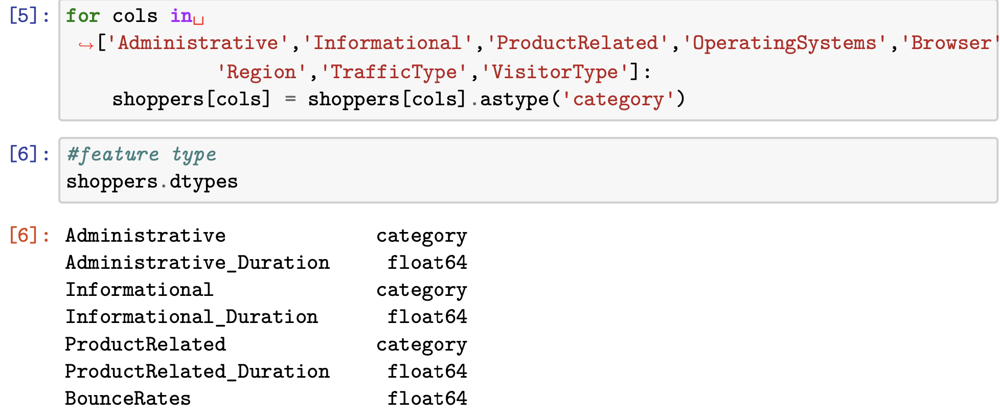 [5]: for cols in␣
↪['Administrative','Informational','ProductRelated','OperatingSystems','Browser'
'Region','TrafficType','VisitorType']:
shoppers[cols] = shoppers[cols].astype('category')
[6]: #feature type
shoppers.dtypes
[6]: Administrative category
Administrative_Duration float64
Informational category
Informational_Duration float64
ProductRelated category
ProductRelated_Duration float64
BounceRates float64